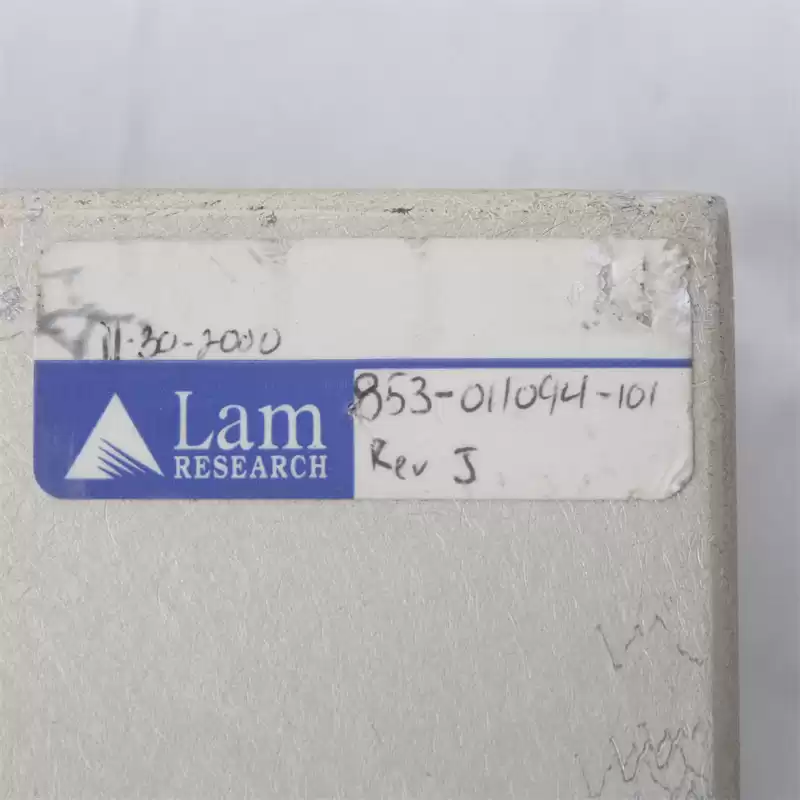 11-30-2000
Lam
RESEARCH
853-011094-101
Rev J